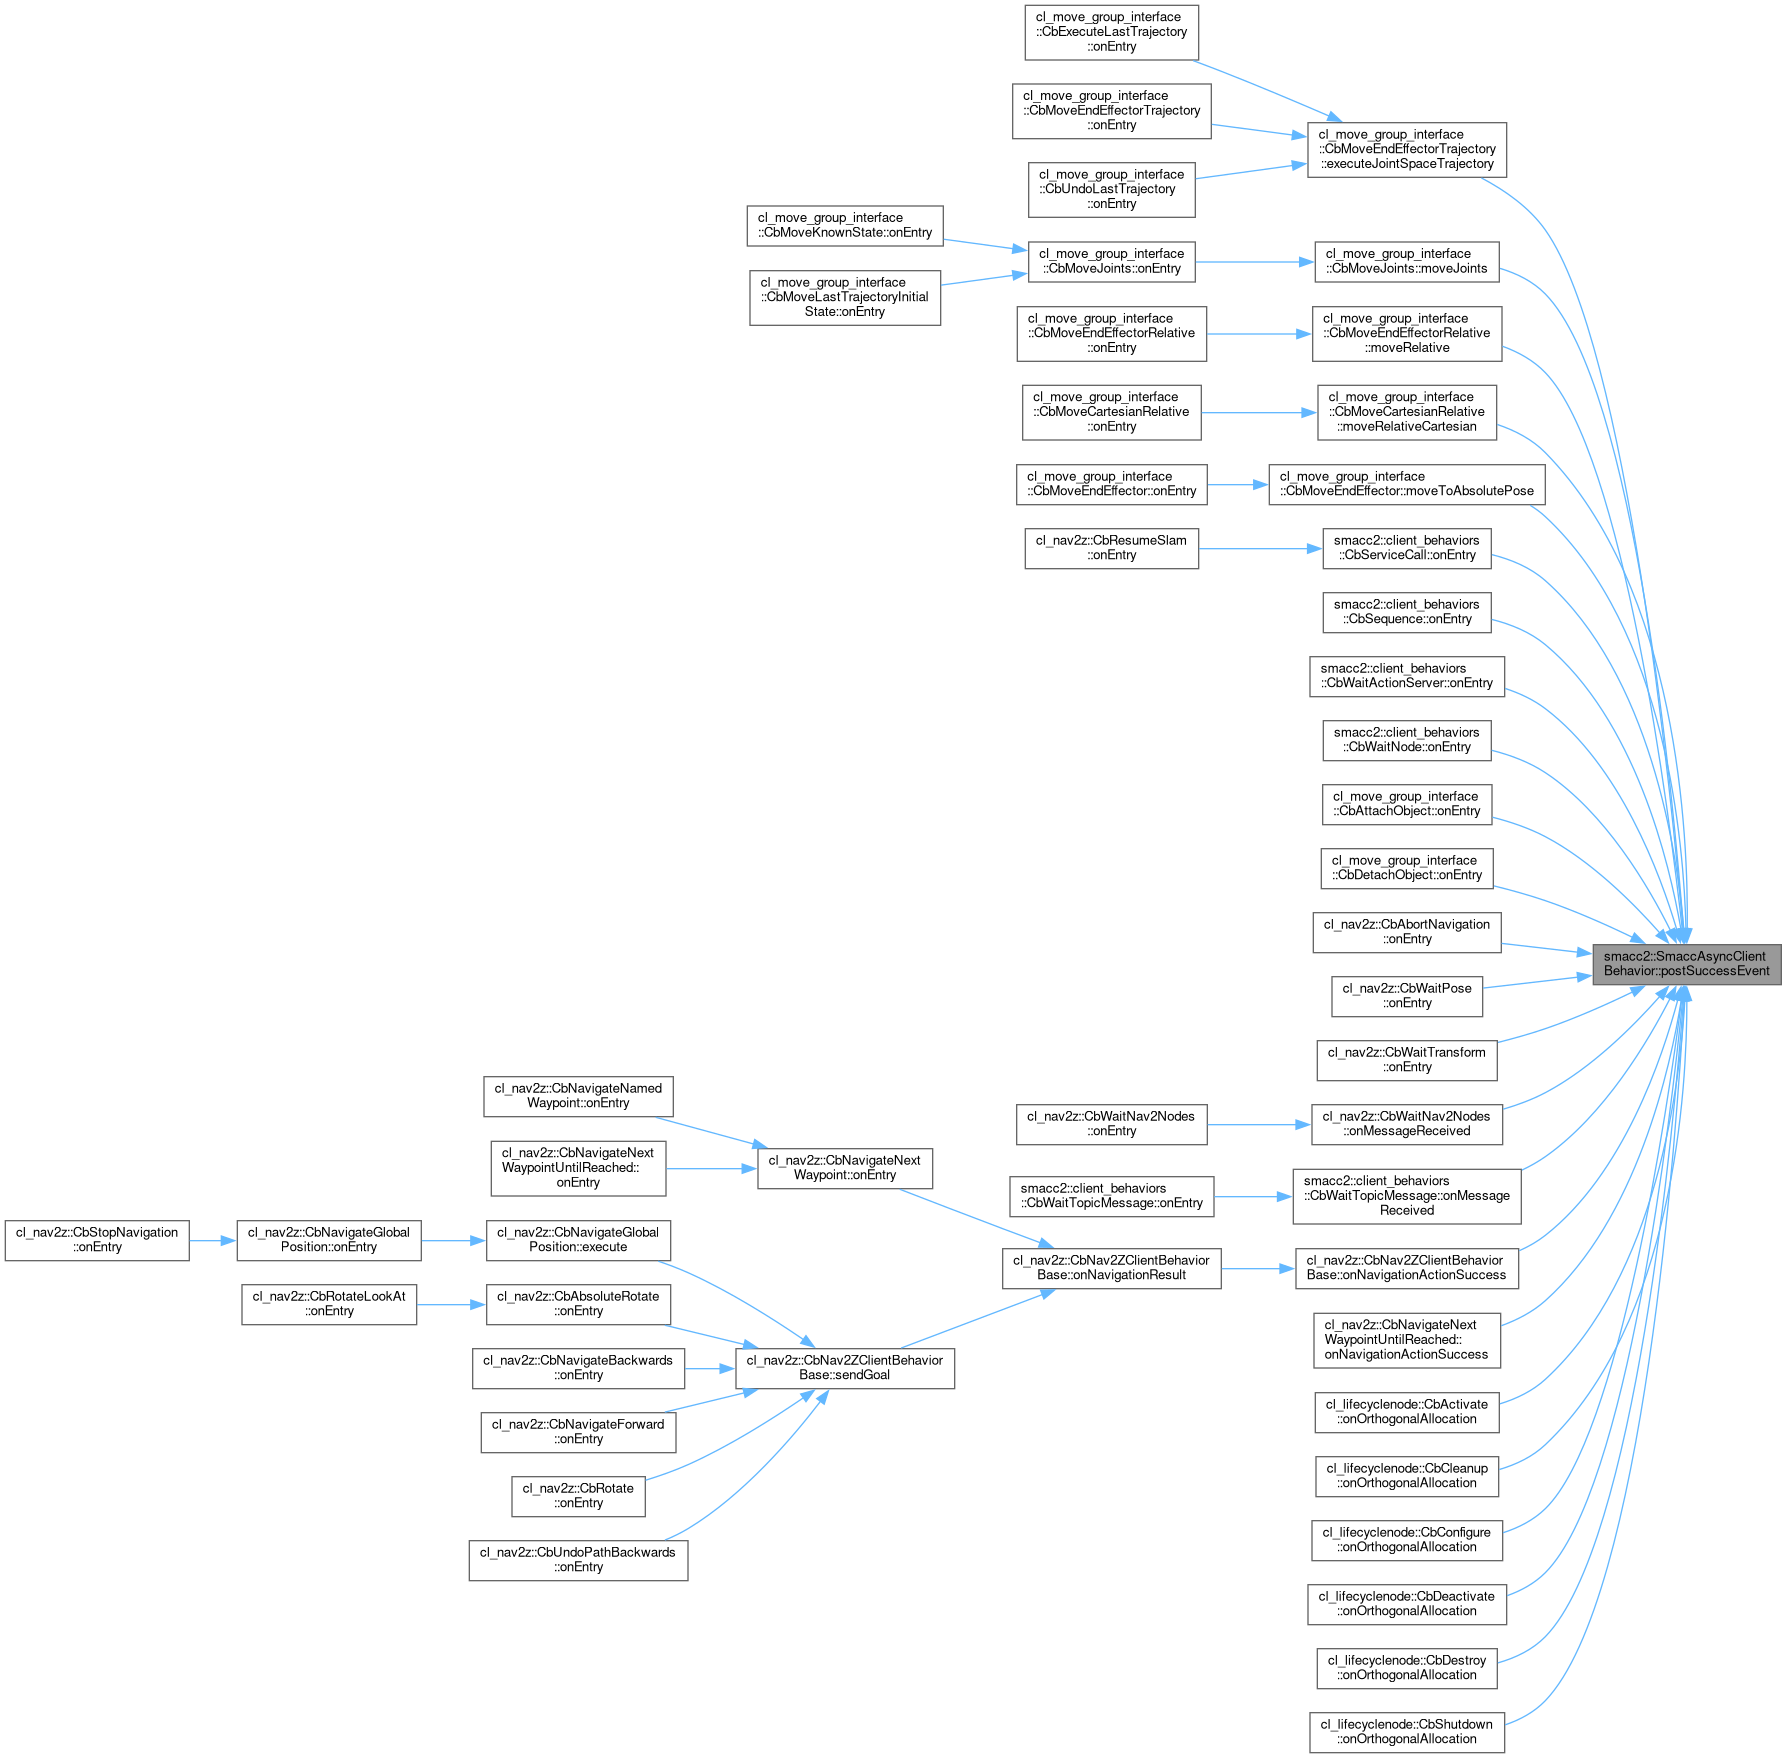 cl_move_group_interface
::CbExecuteLastTrajectory
::onEntry
cl_move_group_interface
::CbMoveEndEffectorTrajectory
::onEntry
cl_move_group_interface
::CbMoveEndEffectorTrajectory
::executeJointSpaceTrajectory
cl_move_group_interface
::CbUndoLastTrajectory
::onEntry
cl_move_group_interface
::CbMoveKnownState::onEntry
cl_move_group_interface
::CbMoveJoints::onEntry
cl_move_group_interface
::CbMoveJoints::moveJoints
cl_move_group_interface
::CbMoveLastTrajectoryInitial
State::onEntry
cl_move_group_interface
::CbMoveEndEffectorRelative
::onEntry
cl_move_group_interface
::CbMoveEndEffectorRelative
::moveRelative
cl_move_group_interface
::CbMoveCartesianRelative
::onEntry
cl_move_group_interface
::CbMoveCartesianRelative
::moveRelativeCartesian
cl_move_group_interface
::CbMoveEndEffector::onEntry
cl_move_group_interface
::CbMoveEndEffector::moveToAbsolutePose
cl_nav2z::CbResumeSlam
::onEntry
smacc2::client_behaviors
::CbServiceCall::onEntry
smacc2::client_behaviors
::CbSequence::onEntry
smacc2::client_behaviors
::CbWaitActionServer::onEntry
smacc2::client_behaviors
::CbWaitNode::onEntry
cl_move_group_interface
::CbAttachObject::onEntry
cl_move_group_interface
::CbDetachObject::onEntry
cl_nav2z::CbAbortNavigation
::onEntry
smacc2::SmaccAsyncClient
Behavior::postSuccessEvent
cl_nav2z::CbWaitPose
::onEntry
cl_nav2z::CbWaitTransform
::onEntry
cl_nav2z::CbNavigateNamed
Waypoint::onEntry
cl_nav2z::CbWaitNav2Nodes
::onEntry
cl_nav2z::CbWaitNav2Nodes
::onMessageReceived
cl_nav2z::CbNavigateNext
WaypointUntilReached::
onEntry
cl_nav2z::CbNavigateNext
Waypoint::onEntry
smacc2::client_behaviors
::CbWaitTopicMessage::onEntry
smacc2::client_behaviors
::CbWaitTopicMessage::onMessage
Received
cl_nav2z::CbStopNavigation
::onEntry
cl_nav2z::CbNavigateGlobal
Position::onEntry
cl_nav2z::CbNavigateGlobal
Position::execute
cl_nav2z::CbNav2ZClientBehavior
Base::onNavigationResult
cl_nav2z::CbNav2ZClientBehavior
Base::onNavigationActionSuccess
cl_nav2z::CbRotateLookAt
::onEntry
cl_nav2z::CbAbsoluteRotate
::onEntry
cl_nav2z::CbNavigateNext
WaypointUntilReached::
onNavigationActionSuccess
cl_nav2z::CbNavigateBackwards
::onEntry
cl_nav2z::CbNav2ZClientBehavior
Base::sendGoal
cl_lifecyclenode::CbActivate
::onOrthogonalAllocation
cl_nav2z::CbNavigateForward
::onEntry
cl_lifecyclenode::CbCleanup
::onOrthogonalAllocation
cl_nav2z::CbRotate
::onEntry
cl_lifecyclenode::CbConfigure
::onOrthogonalAllocation
cl_nav2z::CbUndoPathBackwards
::onEntry
cl_lifecyclenode::CbDeactivate
::onOrthogonalAllocation
cl_lifecyclenode::CbDestroy
::onOrthogonalAllocation
cl_lifecyclenode::CbShutdown
::onOrthogonalAllocation